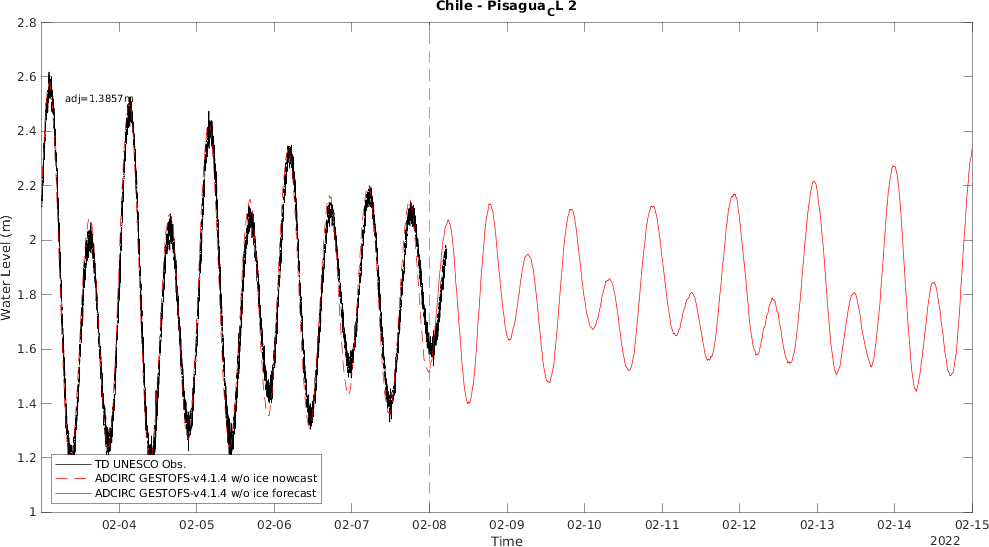 Chile - PisaguaCL 2
2.8
2.6
2.4
2.2
2
1.8
1.6
1.4
1.2
1
Water Level (m)
adj=1.3857m
TD UNESCO Obs.
ADCIRC GESTOFS-v4.1.4 w/o ice nowcast
ADCIRC GESTOFS-v4.1.4 w/o ice forecast
02-04 02-05 02-06 02-07 02-08 02-09 02-10 02-11 02-12 02-13 02-14 02-15
Time
2022